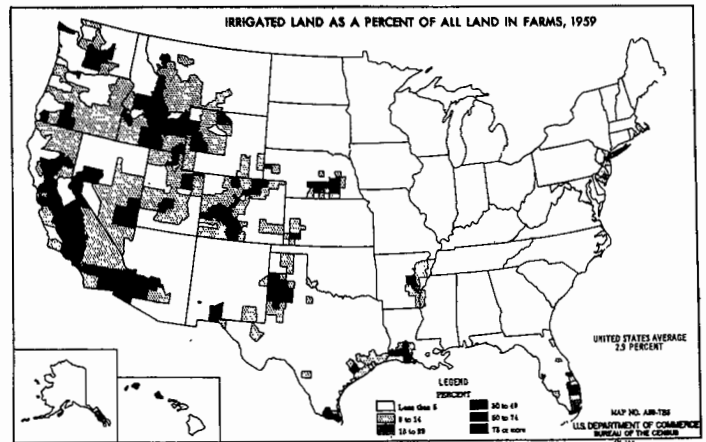 IRRIGATED LAND AS A PERCENT OF ALL LAND IN FARMS, 1959
UNITED STATES AVERAGE
2.9 PERCENT
LEGEND
PERCENT
Less than 5
5 to 14
15 to 29
30 to 49
50 to 74
75 or more
MAP NO.
U.S. DEPARTMENT OF COMMERCE
BUREAU OF THE CENSUS